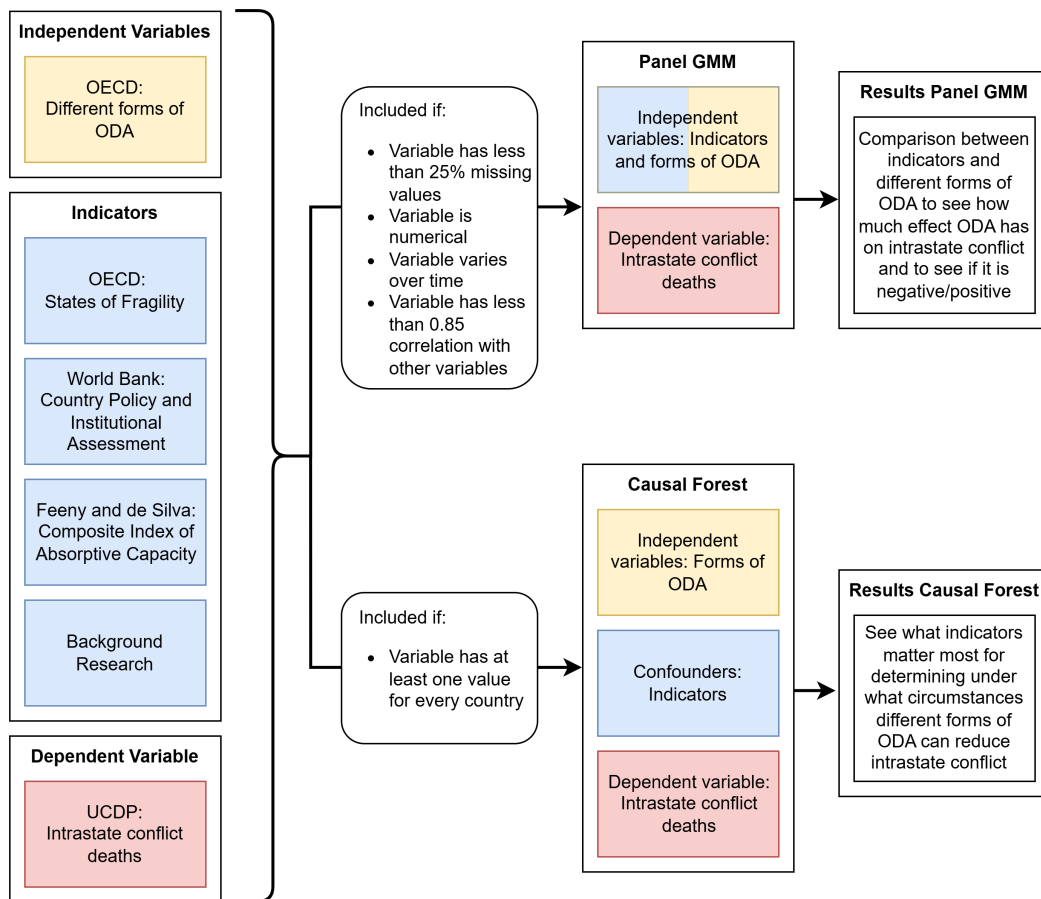 Independent Variables
OECD:
Different forms of
ODA
Indicators
OECD:
States of Fragility
World Bank:
Country Policy and
Institutional
Assessment
Feeny and de Silva:
Composite Index of
Absorptive Capacity
Background
Research
Dependent Variable
UCDP:
Intrastate conflict
deaths
Included if:
• Variable has less
than 25% missing
values
• Variable is
numerical
• Variable varies
over time
• Variable has less
than 0.85
correlation with
other variables
Included if:
• Variable has at
least one value
for every country
Panel GMM
Independent
variables: Indicators
and forms of ODA
Dependent variable:
Intrastate conflict
deaths
Results Panel GMM
Comparison between
indicators and
different forms of
ODA to see how
much effect ODA has
on intrastate conflict
and to see if it is
negative/positive
Causal Forest
Independent
variables: Forms of
ODA
Confounders:
Indicators
Dependent variable:
Intrastate conflict
deaths
Results Causal Forest
See what indicators
matter most for
determining under
what circumstances
different forms of
ODA can reduce
intrastate conflict